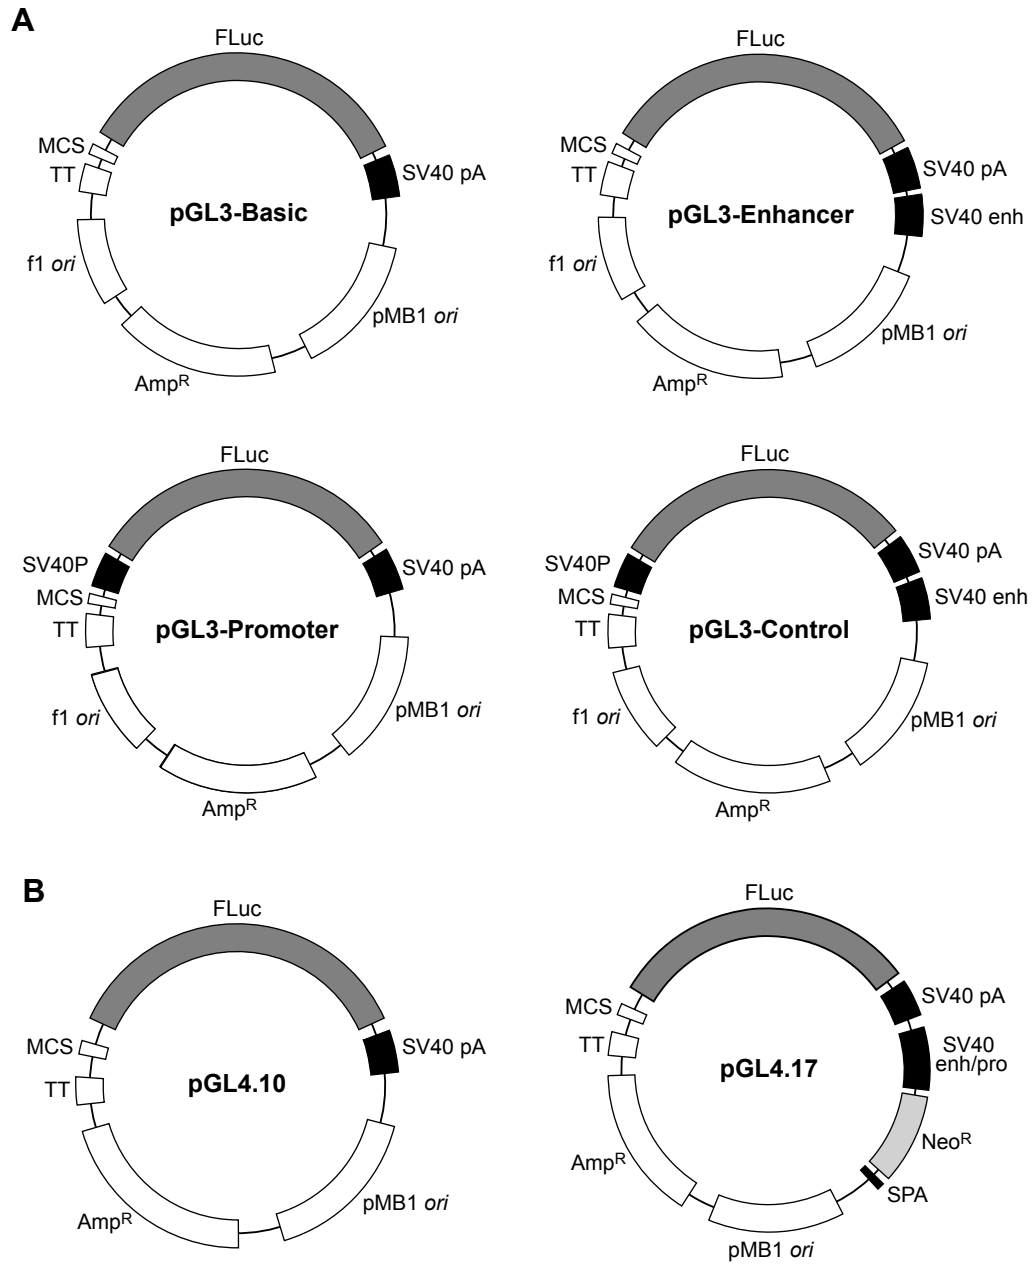 A
FLuc
MCS
TT
SV40 pA
pGL3-Basic
f1 ori
pMB1 ori
AmpR
FLuc
MCS
TT
SV40 pA
SV40 enh
pGL3-Enhancer
f1 ori
pMB1 ori
AmpR
FLuc
SV40P
MCS
TT
SV40 pA
pGL3-Promoter
f1 ori
pMB1 ori
AmpR
FLuc
SV40P
MCS
TT
SV40 pA
SV40 enh
pGL3-Control
f1 ori
pMB1 ori
AmpR
B
FLuc
MCS
TT
SV40 pA
pGL4.10
AmpR
pMB1 ori
FLuc
MCS
TT
SV40 pA
SV40
enh/pro
pGL4.17
NeoR
AmpR
SPA
pMB1 ori